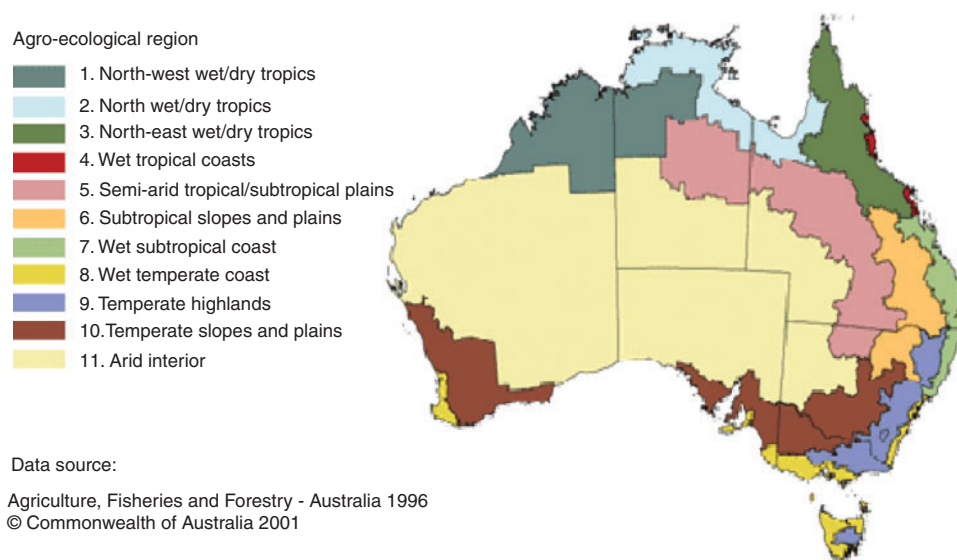 Agro-ecological region
1. North-west wet/dry tropics
2. North wet/dry tropics
3. North-east wet/dry tropics
4. Wet tropical coasts
5. Semi-arid tropical/subtropical plains
6. Subtropical slopes and plains
7. Wet subtropical coast
8. Wet temperate coast
9. Temperate highlands
10.Temperate slopes and plains
11. Arid interior
Data source:
Agriculture, Fisheries and Forestry - Australia 1996
© Commonwealth of Australia 2001